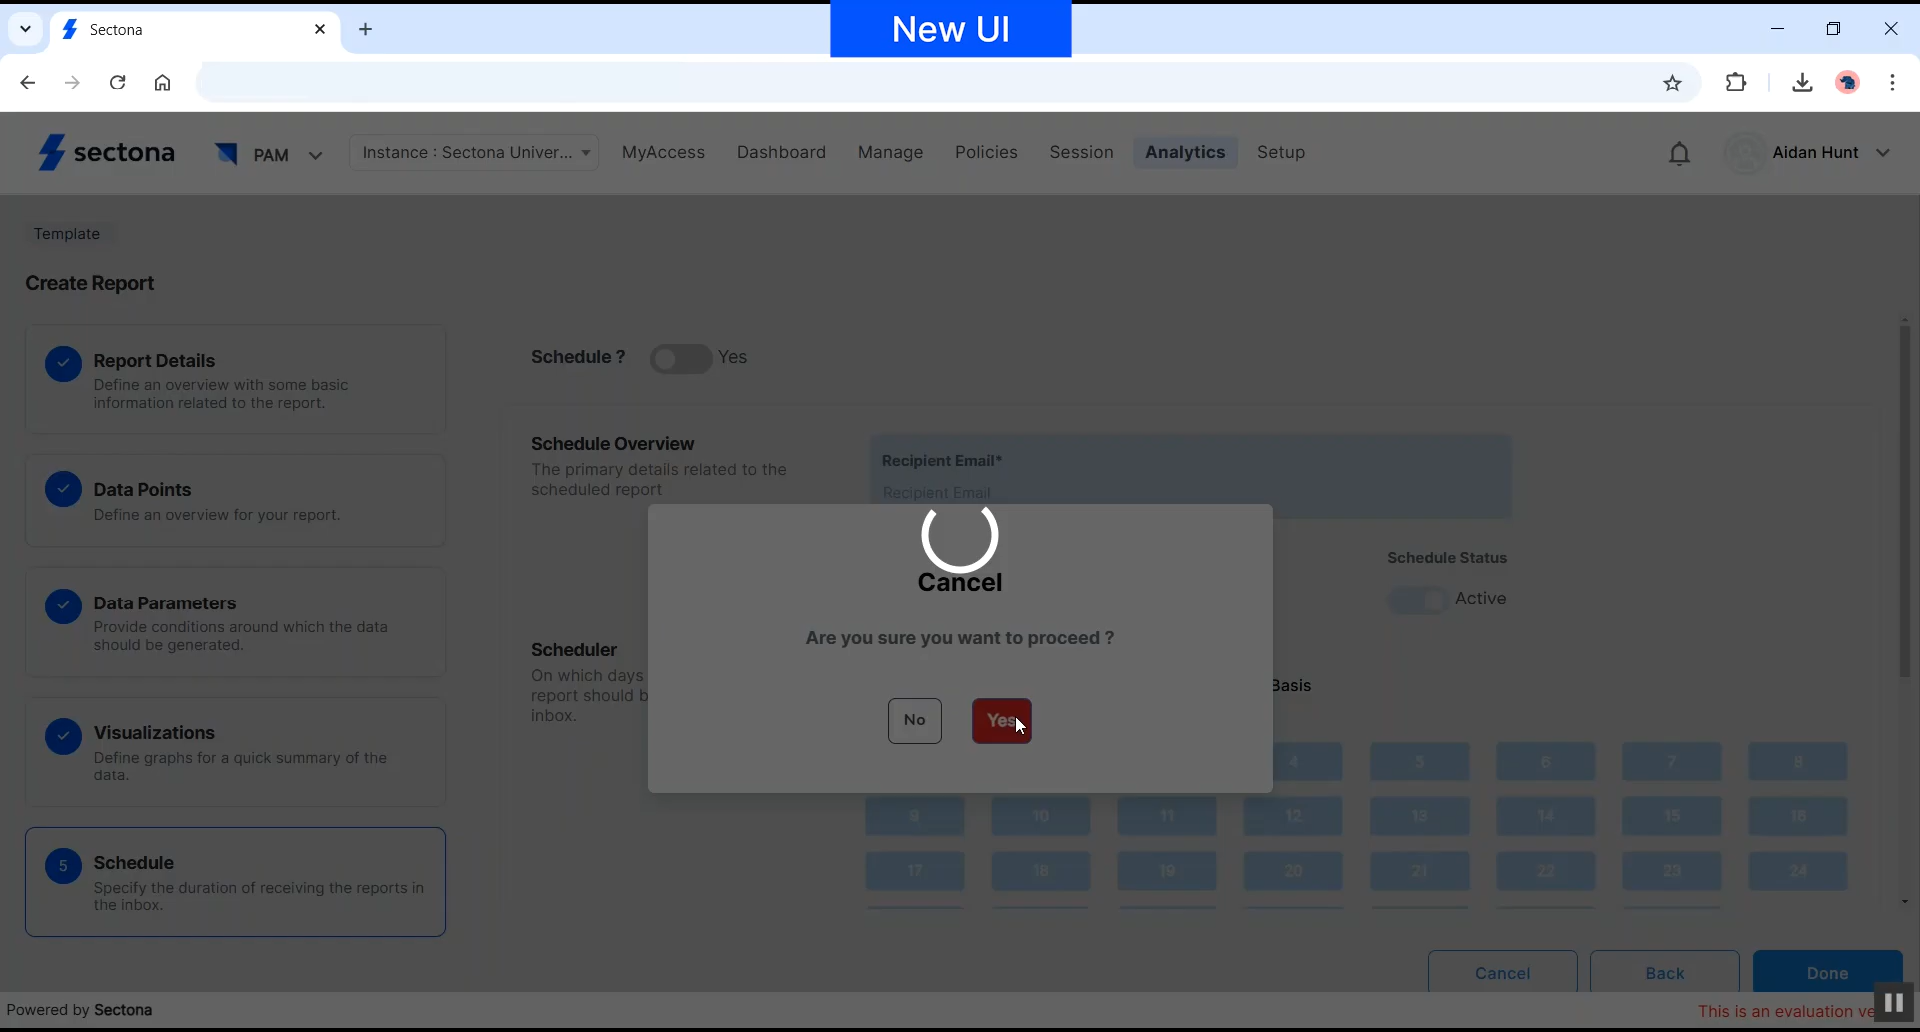 New UI
Sectona
sectona
PAM
Instance : Sectona Univer...
MyAccess
Dashboard
Manage
Policies
Session
Analytics
Setup
Aidan Hunt
Template
Create Report
Report Details
Define an overview with some basic
information related to the report.
Data Points
Define an overview for your report.
Data Parameters
Provide conditions around which the data
should be generated.
Visualizations
Define graphs for a quick summary of the
data.
5
Schedule
Specify the duration of receiving the reports in
the inbox.
Schedule ?
Yes
Schedule Overview
The primary details related to the
scheduled report
Recipient Email*
Recipient Email
Schedule Status
Active
Scheduler
On which days
report should b
inbox.
Basis
Cancel
Are you sure you want to proceed ?
No
Yes
4 5 6 7 8
9 10 11 12 13 14 15 16
17 18 19 20 21 22 23 24
Cancel
Back
Done
Powered by Sectona
This is an evaluation ve